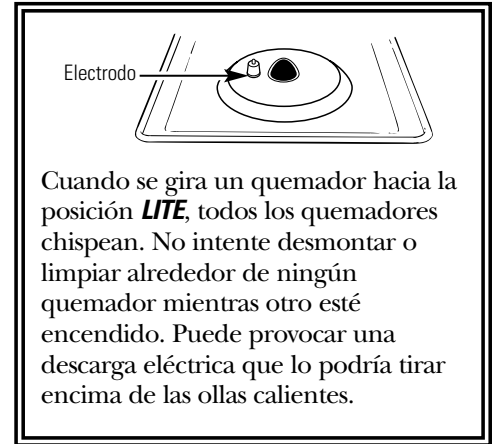 Electrodo
Cuando se gira un quemador hacia la
posición LITE, todos los quemadores
chispean. No intente desmontar o
limpiar alrededor de ningún
quemador mientras otro esté
encendido. Puede provocar una
descarga eléctrica que lo podría tirar
encima de las ollas calientes.